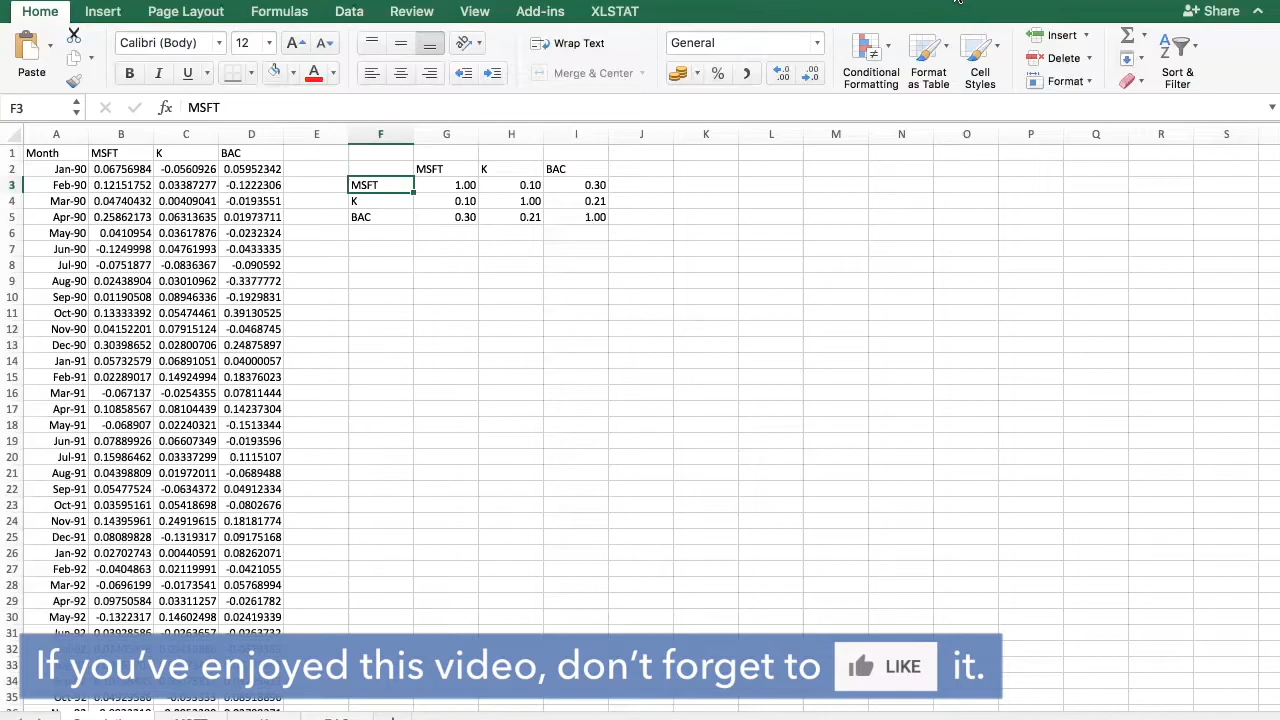 Home Insert Page Layout Formulas Data Review View Add-ins XLSTAT Share
Paste
Calibri (Body) 12
B I U A
Wrap Text
Merge & Center
General
%
Conditional Formatting
Format as Table
Cell Styles
Insert
Delete
Format
Sort & Filter
F3 fx MSFT
A B C D E F G H I J K L M N O P Q R S
1 Month MSFT K BAC
2 Jan-90 0.06756984 -0.0560926 0.05952342 MSFT K BAC
3 Feb-90 0.12151752 0.03387277 -0.1222306 MSFT 1.00 0.10 0.30
4 Mar-90 0.04740432 0.00409041 -0.0193551 K 0.10 1.00 0.21
5 Apr-90 0.25862173 0.06313635 0.01973711 BAC 0.30 0.21 1.00
6 May-90 0.0410954 0.03617876 -0.0232324
7 Jun-90 -0.1249998 0.04761993 -0.0433335
8 Jul-90 -0.0751877 -0.0836367 -0.090592
9 Aug-90 0.02438904 0.03010962 -0.3377772
10 Sep-90 0.01190508 0.08946336 -0.1929831
11 Oct-90 0.13333392 0.05474461 0.39130525
12 Nov-90 0.04152201 0.07915124 -0.0468745
13 Dec-90 0.30398652 0.02800706 0.24875897
14 Jan-91 0.05732579 0.06891051 0.04000057
15 Feb-91 0.02289017 0.14924994 0.18376023
16 Mar-91 -0.067137 -0.0254355 0.07811444
17 Apr-91 0.10858567 0.08104439 0.14237304
18 May-91 -0.068907 0.02240321 -0.1513344
19 Jun-91 0.07889926 0.06607349 -0.0193596
20 Jul-91 0.15986462 0.03337299 0.1115107
21 Aug-91 0.04398809 0.01972011 -0.0689488
22 Sep-91 0.05477524 -0.0634372 0.04912334
23 Oct-91 0.03595161 0.05418698 -0.0802676
24 Nov-91 0.14395961 0.24919615 0.18181774
25 Dec-91 0.08089828 -0.1319317 0.09175168
26 Jan-92 0.02702743 0.00440591 0.08262071
27 Feb-92 -0.0404863 0.02119991 -0.0421055
28 Mar-92 -0.0696199 -0.0173541 0.05768994
29 Apr-92 0.09750584 0.03311257 -0.0261782
30 May-92 -0.1322317 0.14602498 0.02419339
31
32
33
34
35
If you've enjoyed this video, don't forget to LIKE it.